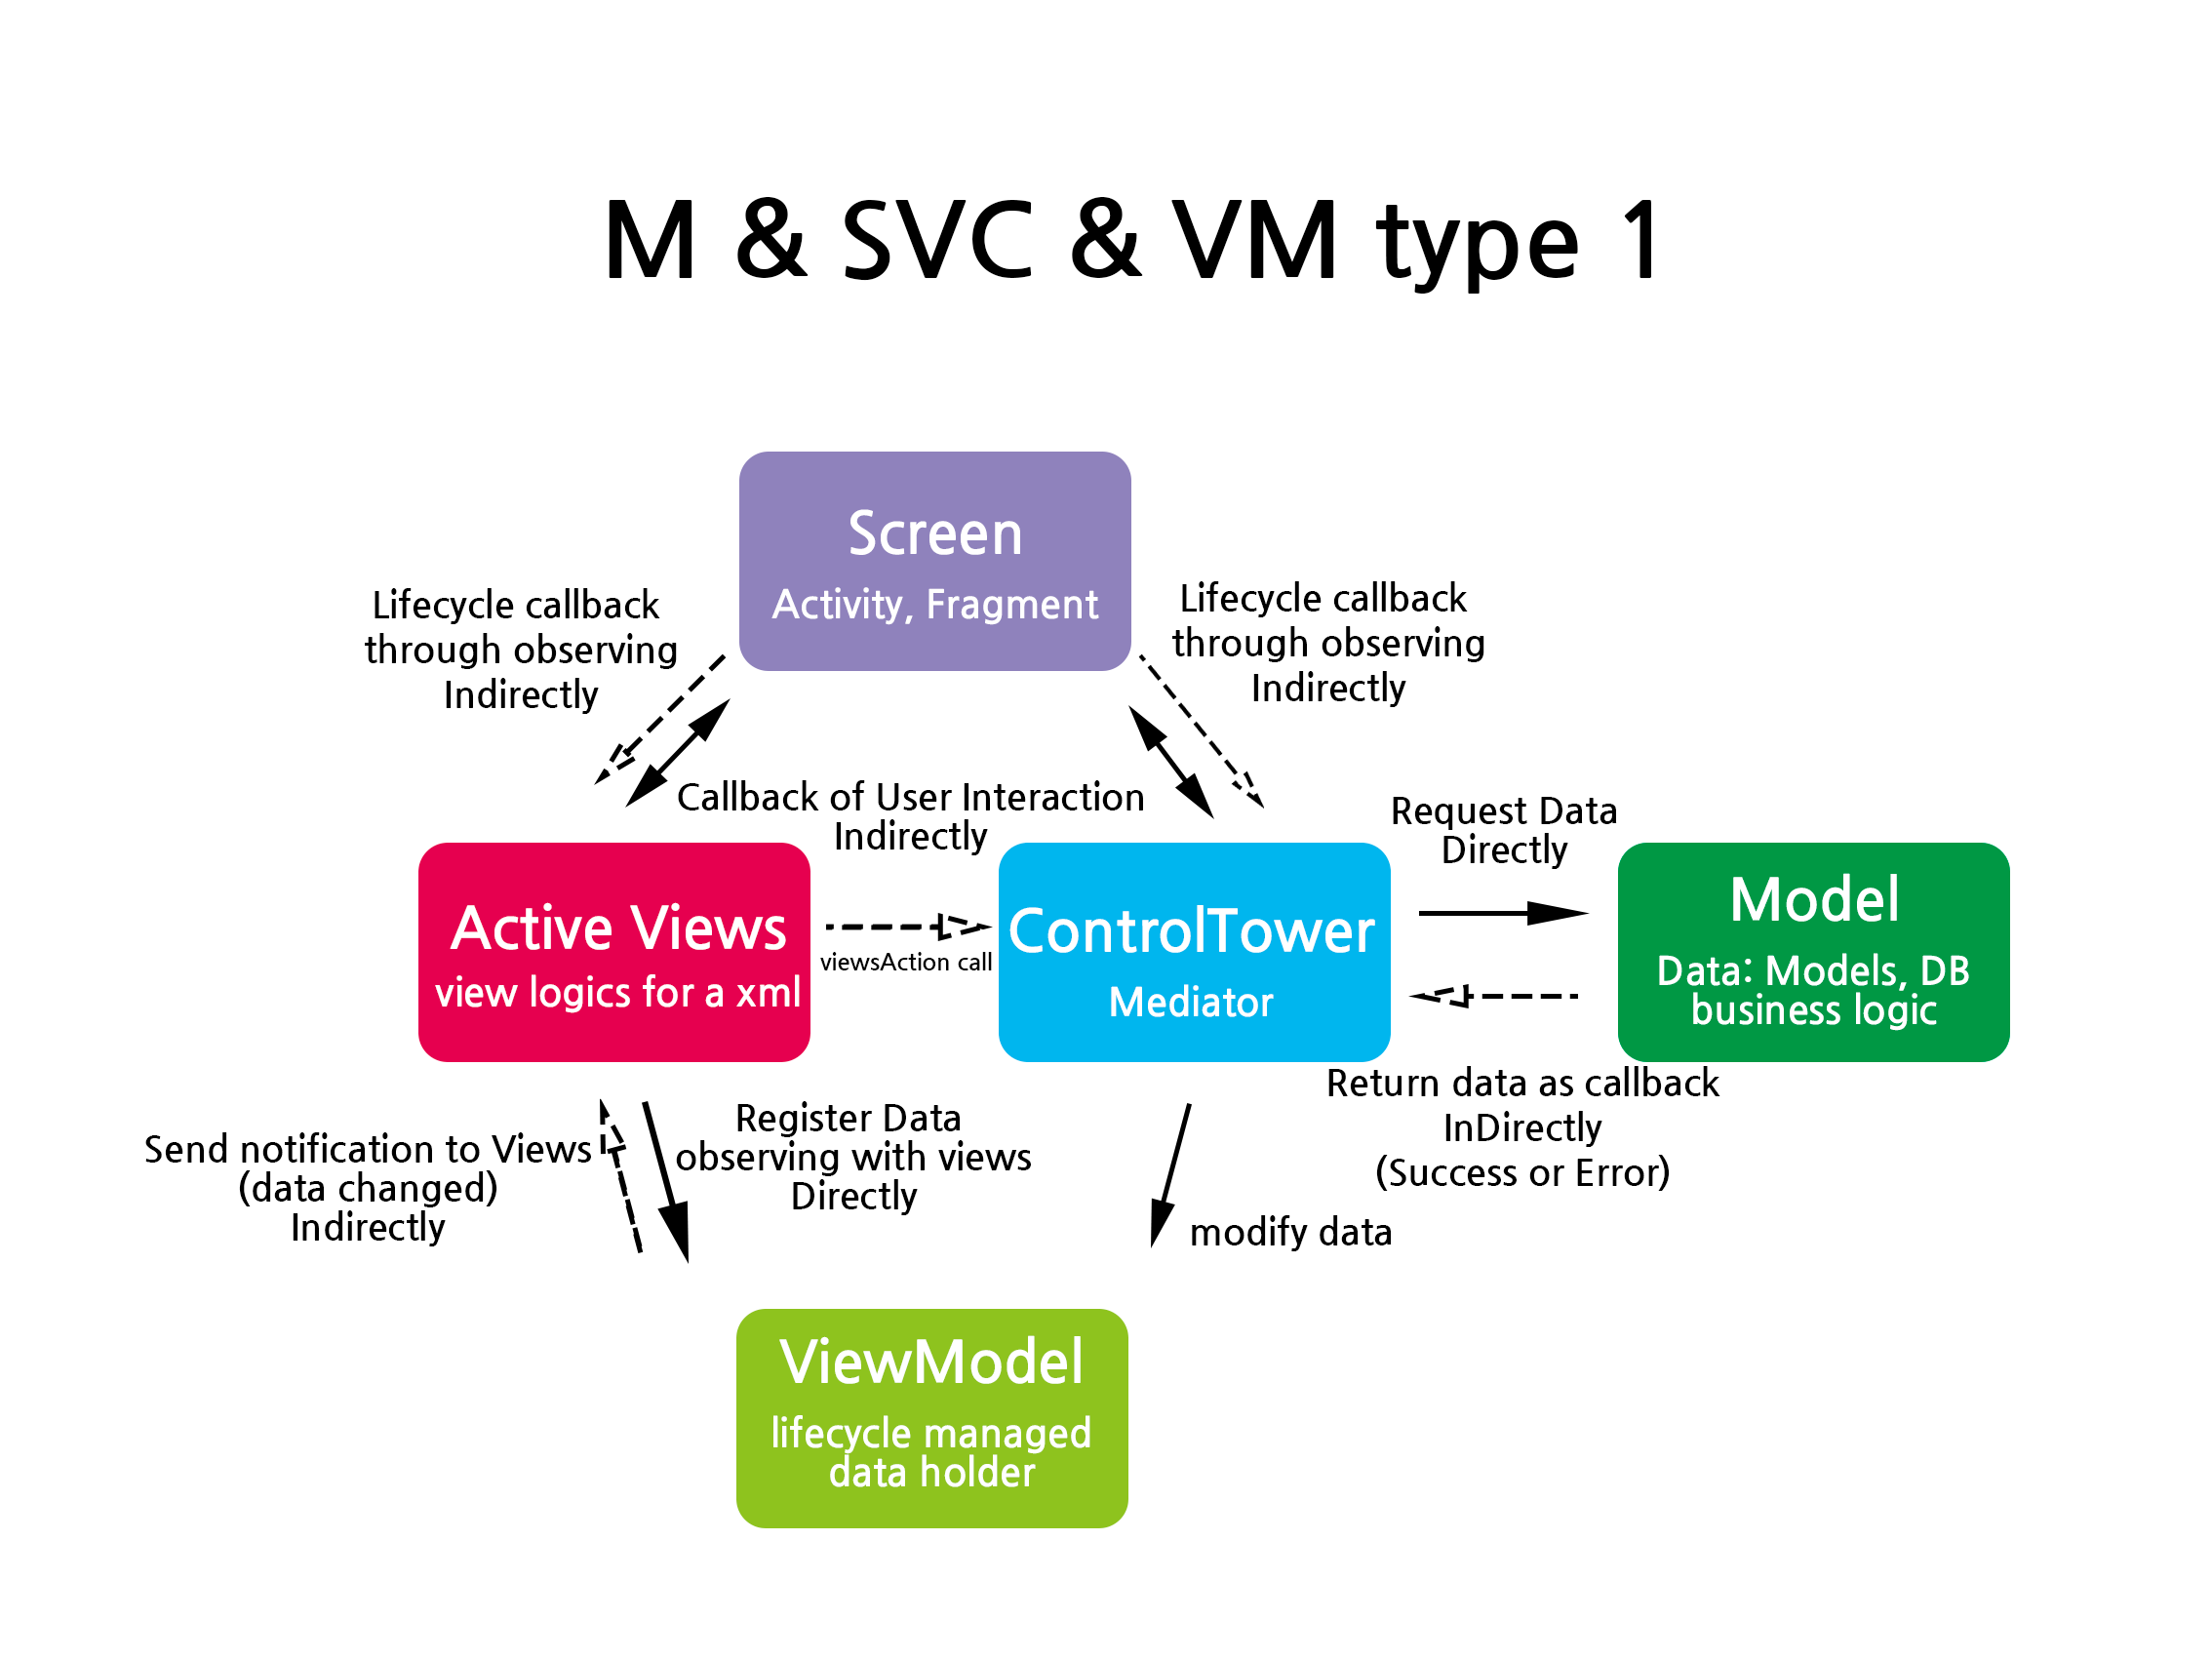 M & SVC & VM type 1
Screen
Activity, Fragment
Lifecycle callback
through observing
Indirectly
Lifecycle callback
through observing
Indirectly
Callback of User Interaction
Indirectly
Request Data
Directly
Active Views
view logics for a xml
viewsAction call
ControlTower
Mediator
Model
Data: Models, DB
business logic
Send notification to Views
(data changed)
Indirectly
Register Data
observing with views
Directly
Return data as callback
InDirectly
(Success or Error)
modify data
ViewModel
lifecycle managed
data holder